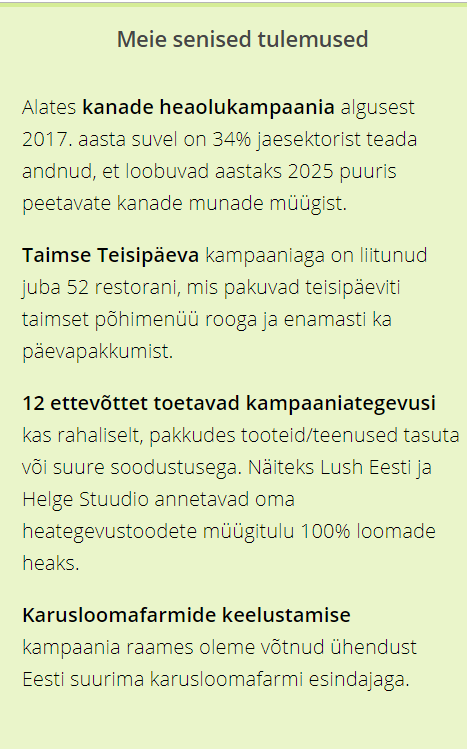 Meie senised tulemused
Alates kanade heaolukampaania algusest
2017. aasta suvel on 34% jaesektorist teada
andnud, et loobuvad aastaks 2025 puuris
peetavate kanade munade müügist.
Taimse Teisipäeva kampaaniaga on liitunud
juba 52 restorani, mis pakuvad teisipäeviti
taimset põhimenüü rooga ja enamasti ka
päevapakkumist.
12 ettevõttet toetavad kampaaniategevusi
kas rahaliselt, pakkudes tooteid/teenused tasuta
või suure soodustusega. Näiteks Lush Eesti ja
Helge Stuudio annetavad oma
heategevustoodete müügitulu 100% loomade
heaks.
Karusloomafarmide keelustamise
kampaania raames oleme võtnud ühendust
Eesti suurima karusloomafarmi esindajaga.